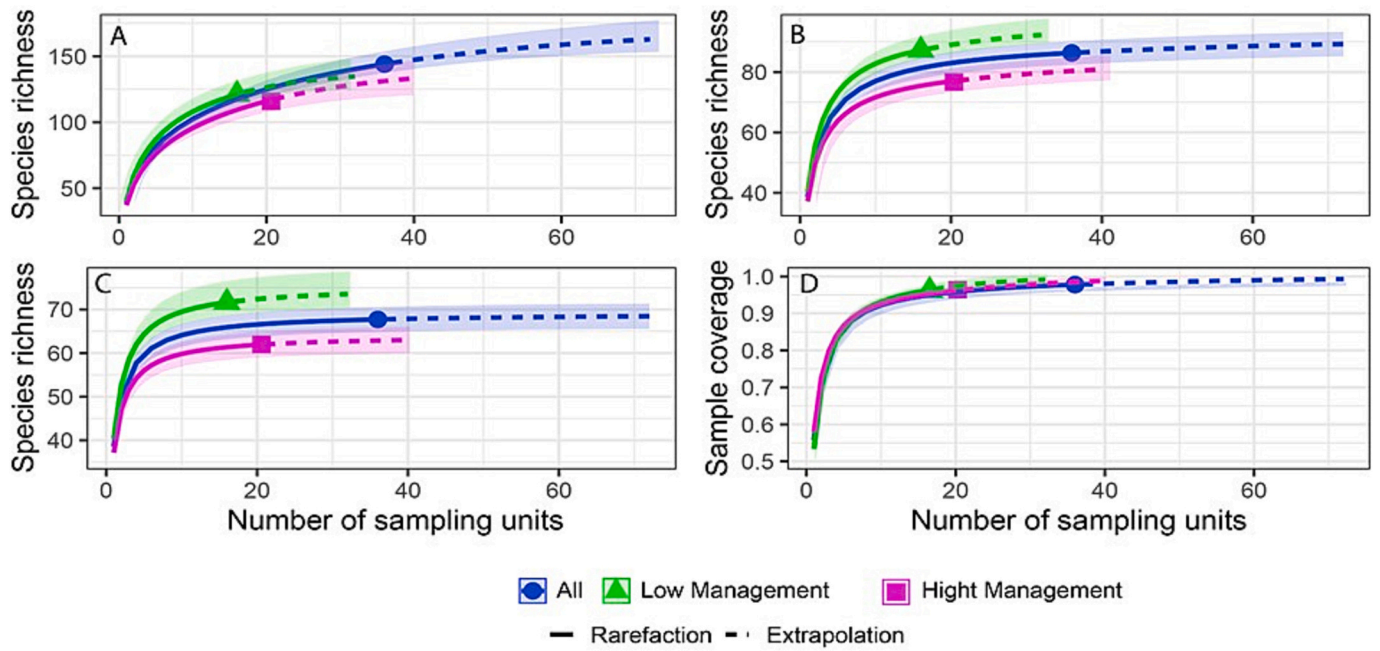 A
Species richness
150
100
50
0 20 40 60
B
Species richness
80
60
40
0 20 40 60
C
Species richness
70
60
50
40
0 20 40 60
Number of sampling units
D
Sample coverage
1.0
0.9
0.8
0.7
0.6
0.5
0 20 40 60
Number of sampling units
All Low Management Hight Management
Rarefaction Extrapolation